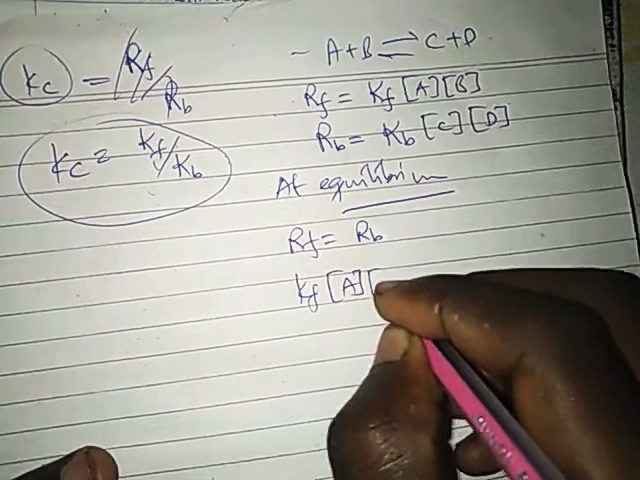 Kc = Rf/Rb
Kc = Kf/Kb
- A+B ⇌ C+D.
Rf = Kf [A][B]
Rb = Kb [C][D]
At equilibrium
Rf = Rb
Kf [A][